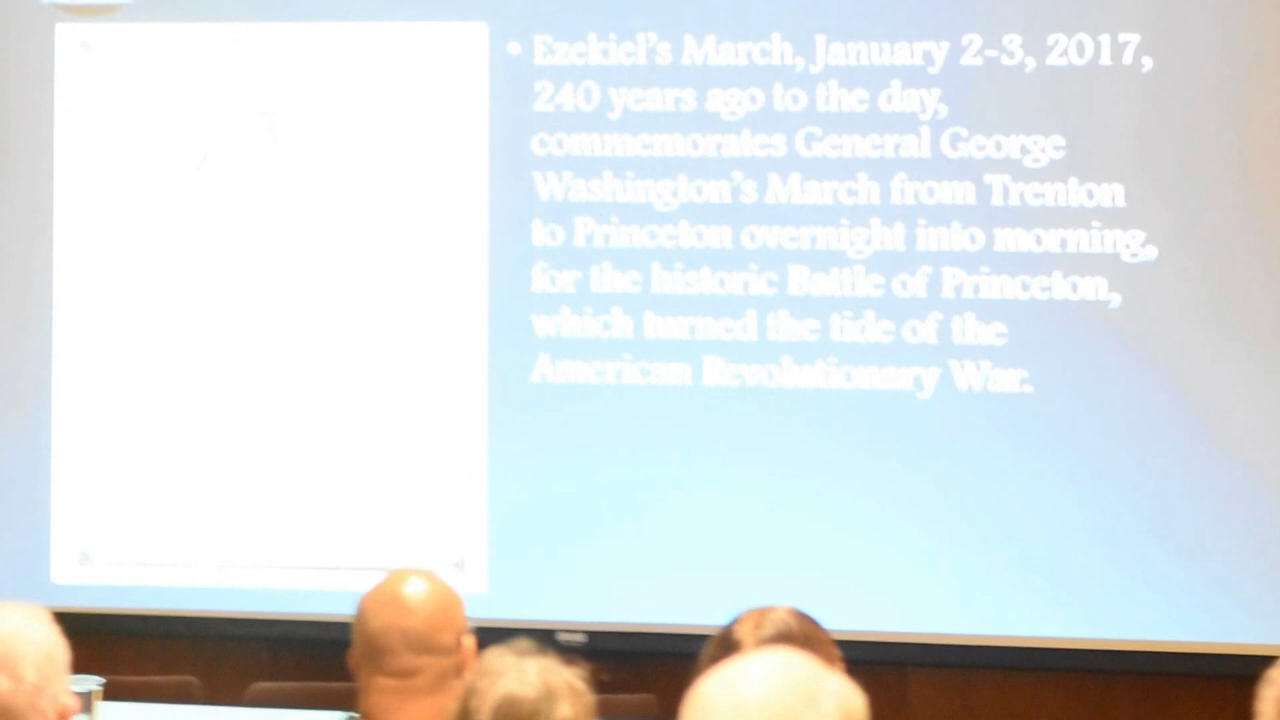 • Ezekiel's March, January 2-3, 2017,
240 years ago to the day,
commemorates General George
Washington's March from Trenton
to Princeton overnight into morning,
for the historic Battle of Princeton,
which turned the tide of the
American Revolutionary War.